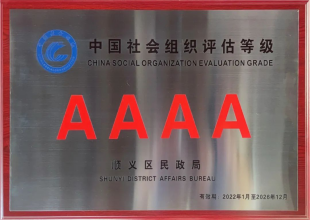 中国社会组织评估等级
CHINA SOCIAL ORGANIZATION EVALUATION GRADE
AAAA
顺义区民政局
SHUNYI DISTRICT AFFAIRS BUREAU
有效期：2022年1月至2026年12月